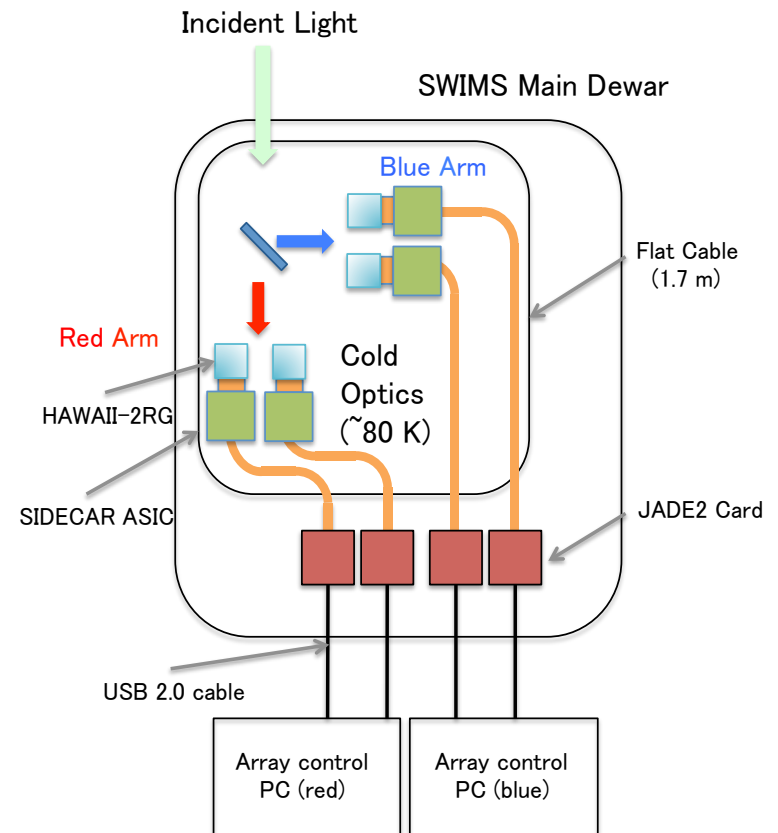 Incident Light
SWIMS Main Dewar
Blue Arm
Flat Cable
(1.7 m)
Red Arm
Cold
Optics
(~80 K)
HAWAII-2RG
SIDECAR ASIC
JADE2 Card
USB 2.0 cable
Array control
PC (red)
Array control
PC (blue)